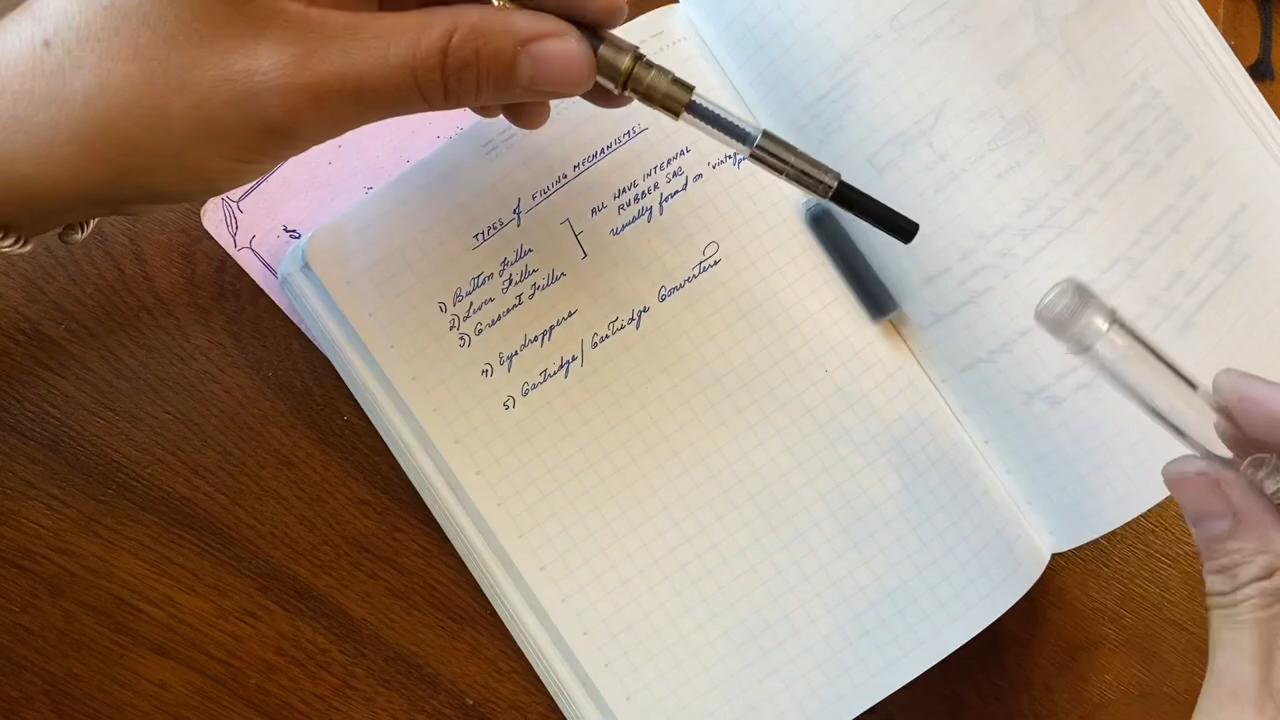 TYPES of FILLING MECHANISMS:
1) Button Filler
2) Lever Filler
3) Crescent Filler
ALL HAVE INTERNAL
RUBBER SAC
usually found on 'vintage
4) Eyedroppers
5) Cartridge/Cartridge Converters